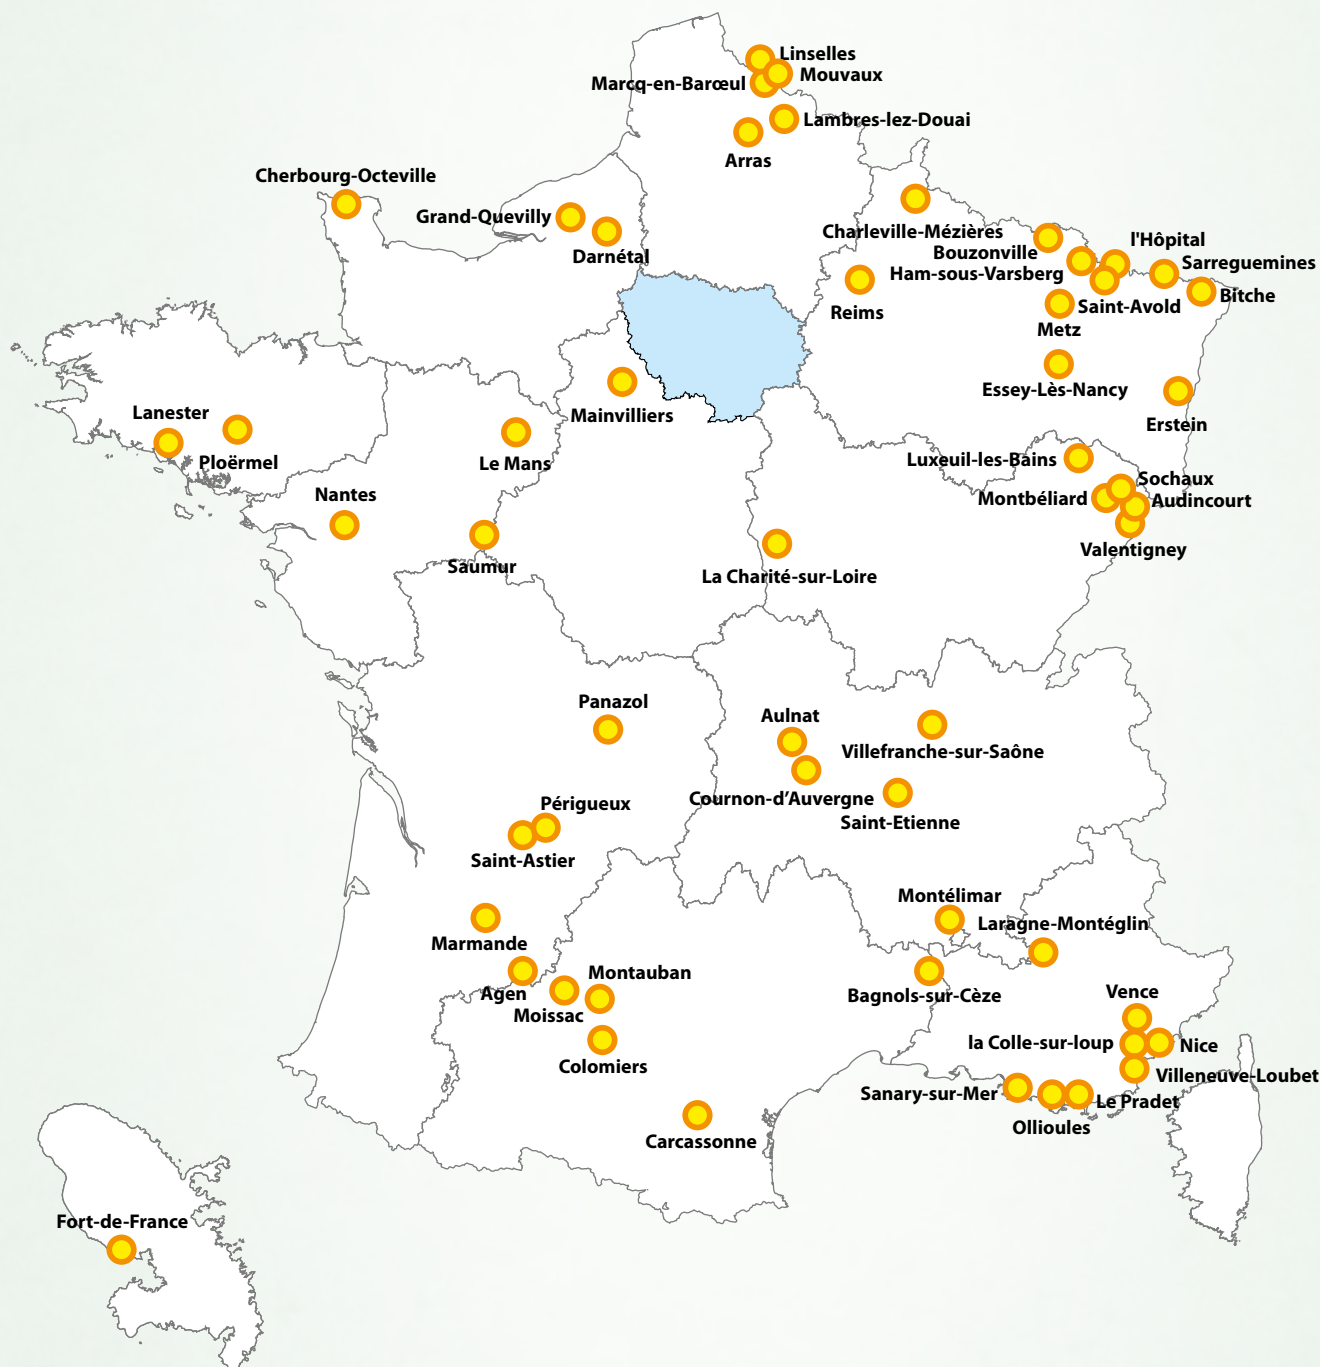 Linselles
Mouvaux
Marcq-en-Barœul
Lambres-lez-Douai
Arras
Cherbourg-Octeville
Grand-Quevilly
Darnétal
Charleville-Mézières
Bouzonville
l'Hôpital
Sarreguemines
Ham-sous-Varsberg
Bitche
Saint-Avold
Reims
Metz
Essey-Lès-Nancy
Erstein
Mainvilliers
Lanester
Ploërmel
Le Mans
Luxeuil-les-Bains
Sochaux
Montbéliard
Audincourt
Valentigney
Nantes
Saumur
La Charité-sur-Loire
Panazol
Aulnat
Villefranche-sur-Saône
Cournon-d’Auvergne
Saint-Etienne
Périgueux
Saint-Astier
Montélimar
Laragne-Montéglin
Marmande
Agen
Montauban
Moissac
Bagnols-sur-Cèze
Vence
la Colle-sur-loup
Nice
Colomiers
Villeneuve-Loubet
Sanary-sur-Mer
Le Pradet
Ollioules
Carcassonne
Fort-de-France